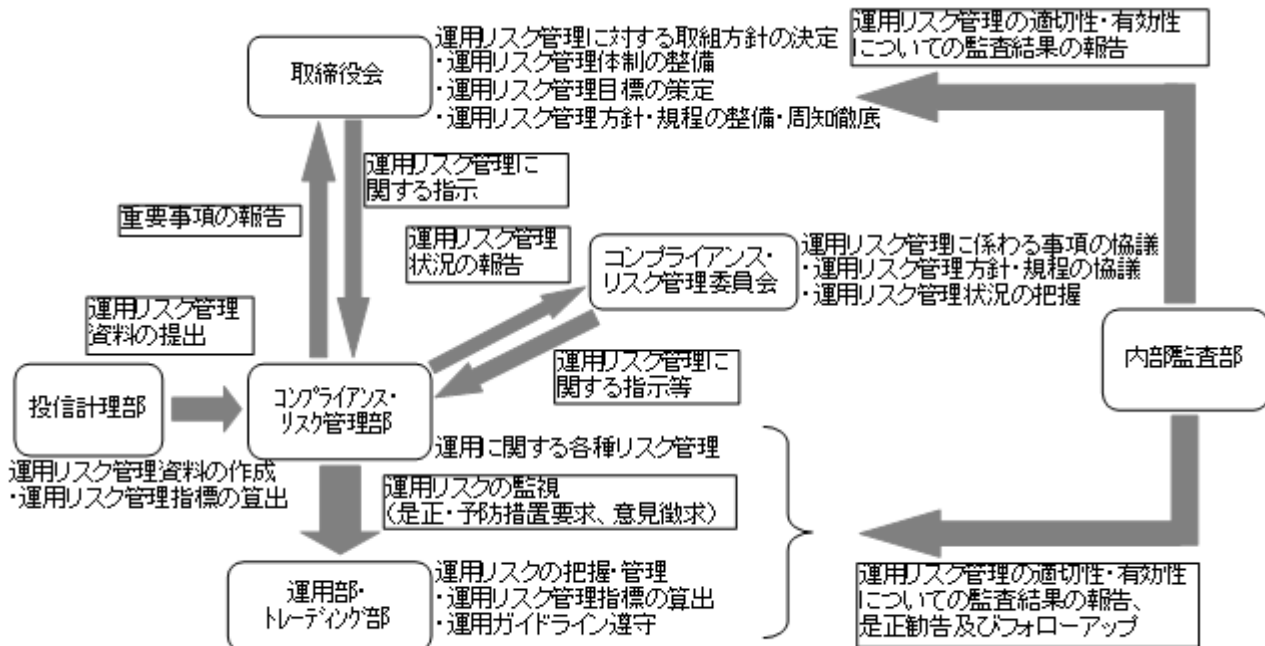 取締役会
運用リスク管理に対する取組方針の決定
・運用リスク管理体制の整備
・運用リスク管理目標の策定
・運用リスク管理方針・規程の整備・周知徹底
運用リスク管理の適切性・有効性
についての監査結果の報告
運用リスク管理に
関する指示
重要事項の報告
運用リスク管理
状況の報告
コンプライアンス・
リスク管理委員会
運用リスク管理に係わる事項の協議
・運用リスク管理方針・規程の協議
・運用リスク管理状況の把握
運用リスク管理
資料の提出
運用リスク管理に
関する指示等
内部監査部
投信計理部
コンプライアンス・
リスク管理部
運用に関する各種リスク管理
運用リスク管理資料の作成
・運用リスク管理指標の算出
運用リスクの監視
(是正・予防措置要求、意見徴求)
運用部・
トレーディング部
運用リスクの把握・管理
・運用リスク管理指標の算出
・運用ガイドライン遵守
運用リスク管理の適切性・有効性
についての監査結果の報告、
是正勧告及びフォローアップ